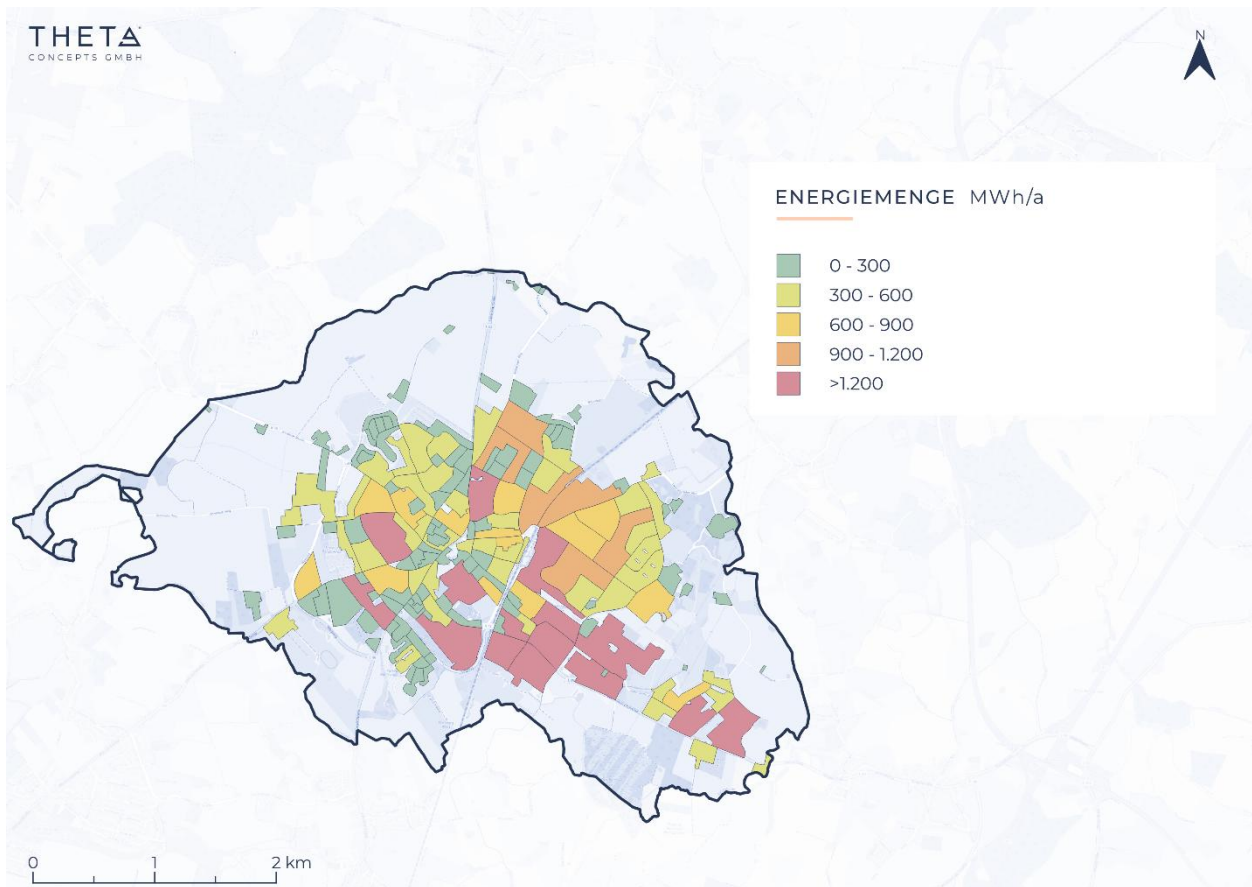 THETA
CONCEPTS GMBH
N
ENERGIEMENGE MWh/a
0 - 300
300 - 600
600 - 900
900 - 1.200
>1.200
0 1 2 km